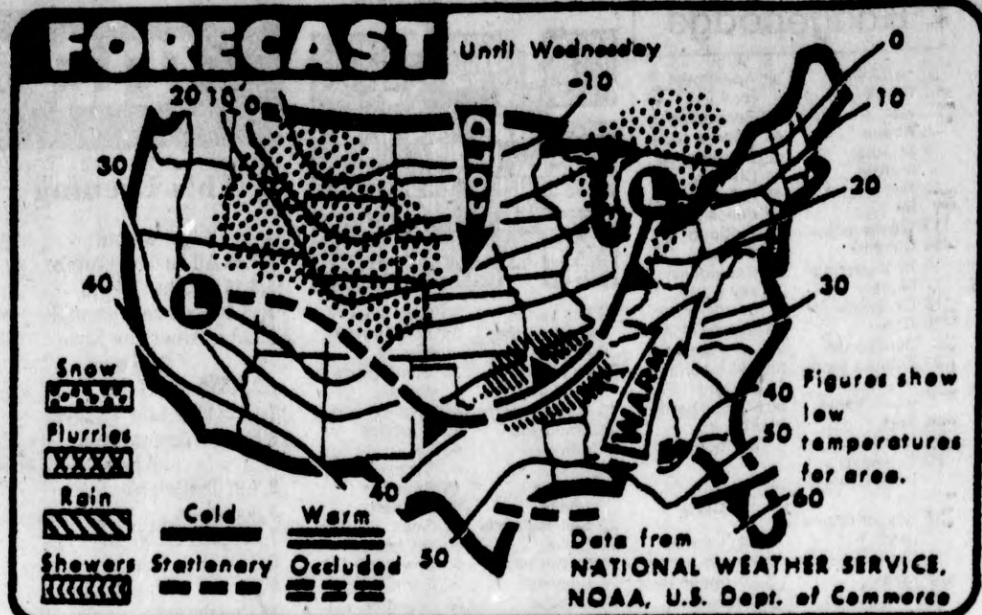 FORECAST Until Wednesday
-10
0
10
20 10 0
COLD
30
20
L
L
40
30
WARM
Snow
40 Figures show
low
Flurries
50 temperatures
for area.
Rain
40
60
Cold Warm
50
Data from
Showers Stationary Occluded
NATIONAL WEATHER SERVICE,
NOAA, U.S. Dept. of Commerce